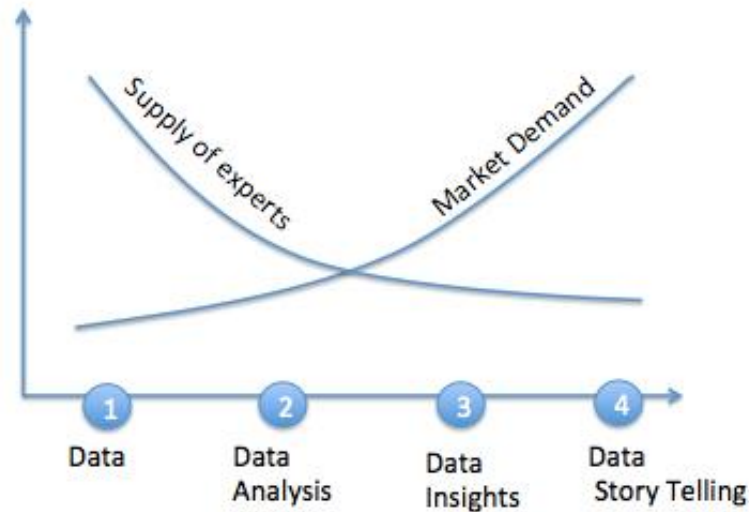 Supply of experts
Market Demand
1
2
3
4
Data
Data
Analysis
Data
Insights
Data
Story Telling